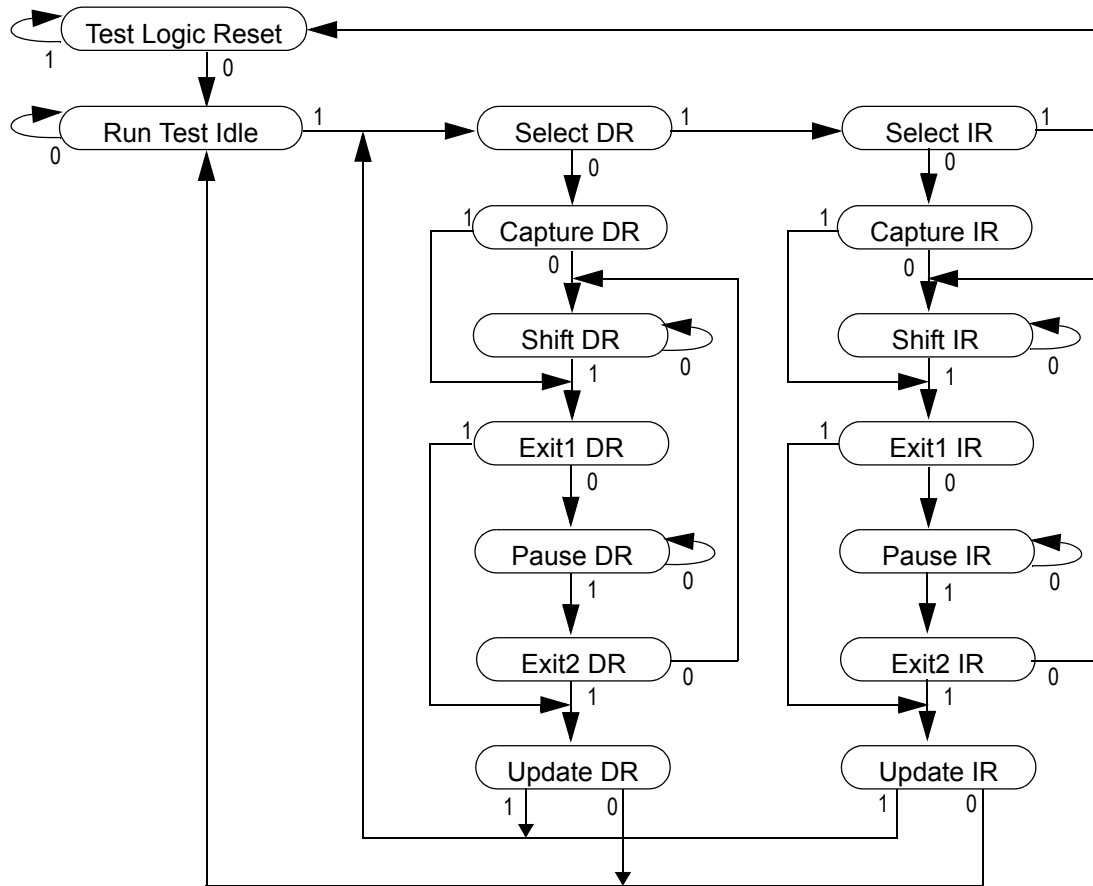 Test Logic Reset
1
0
Run Test Idle
1
Select DR
1
Select IR
1
0
0
0
1
Capture DR
1
Capture IR
0
0
Shift DR
0
Shift IR
0
1
1
1
Exit1 DR
1
Exit1 IR
0
0
Pause DR
0
Pause IR
0
1
1
Exit2 DR
0
Exit2 IR
0
1
1
Update DR
Update IR
1
0
1
0